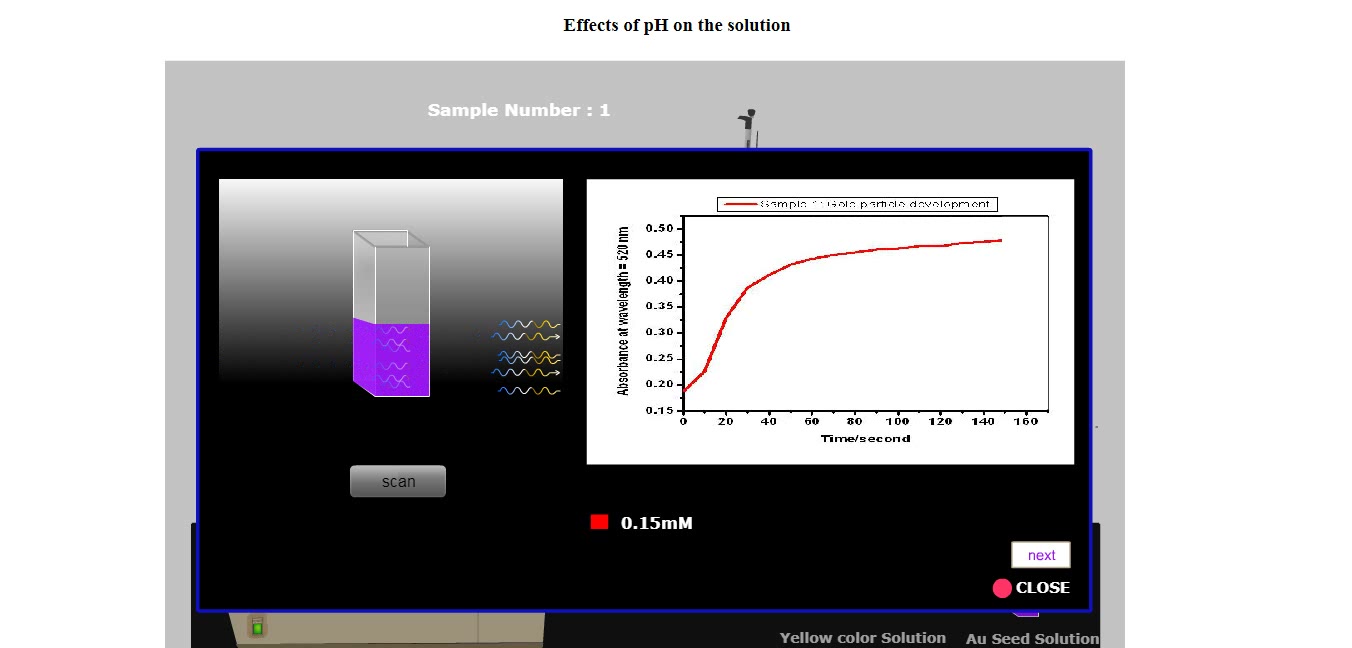 Effects of pH on the solution
Sample Number : 1
Sample 1: Gold particle development
Absorbance at wavelength = 520 nm
0.50
0.45
0.40
0.35
0.30
0.25
0.20
0.15
0 20 40 60 80 100 120 140 160
Time/second
scan
0.15mM
next
CLOSE
Yellow color Solution Au Seed Solution